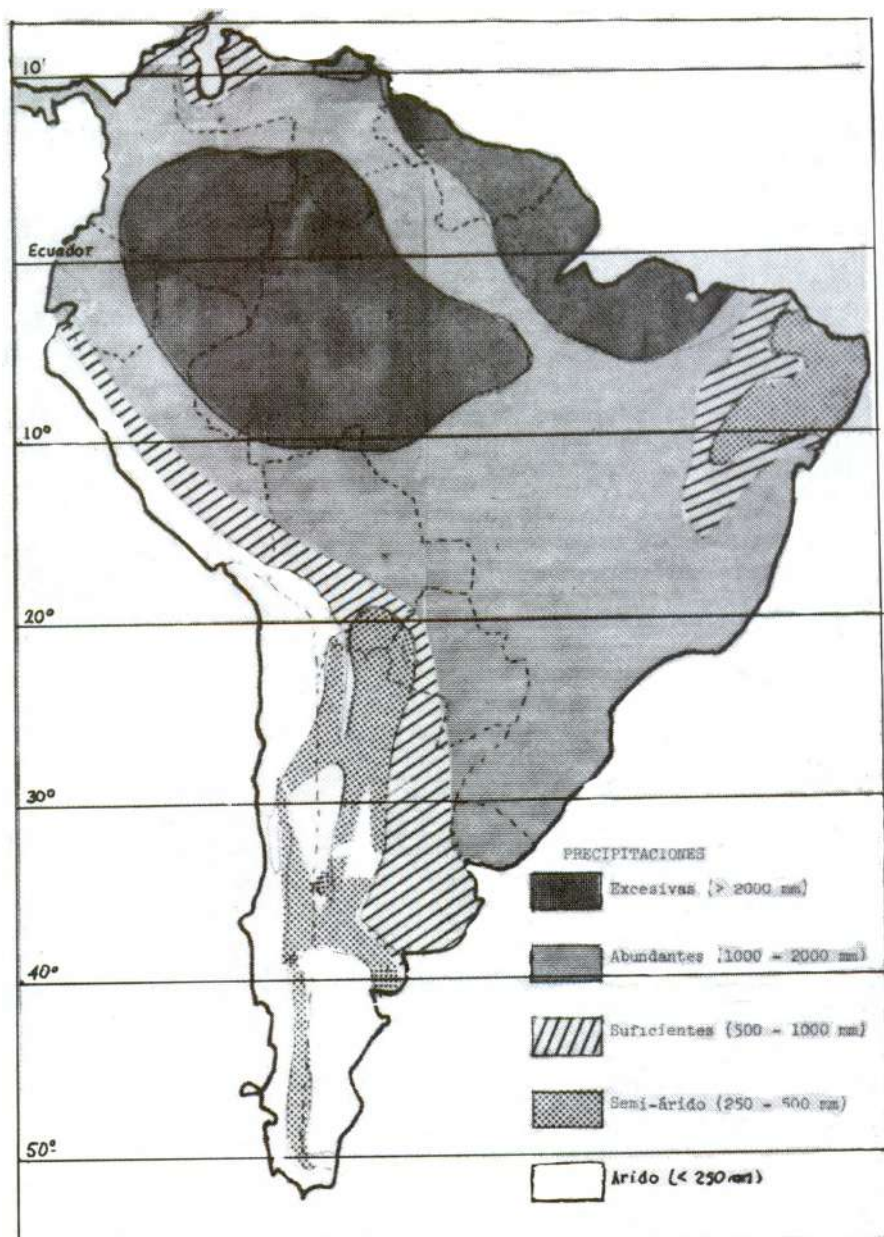 10'
Ecuador
10°
20°
30°
40°
50°
PRECIPITACIONES
Excesivas (> 2000 mm)
Abundantes (1000 - 2000 mm)
Suficientes (500 - 1000 mm)
Semi-árido (250 - 500 mm)
Arido (< 250 mm)